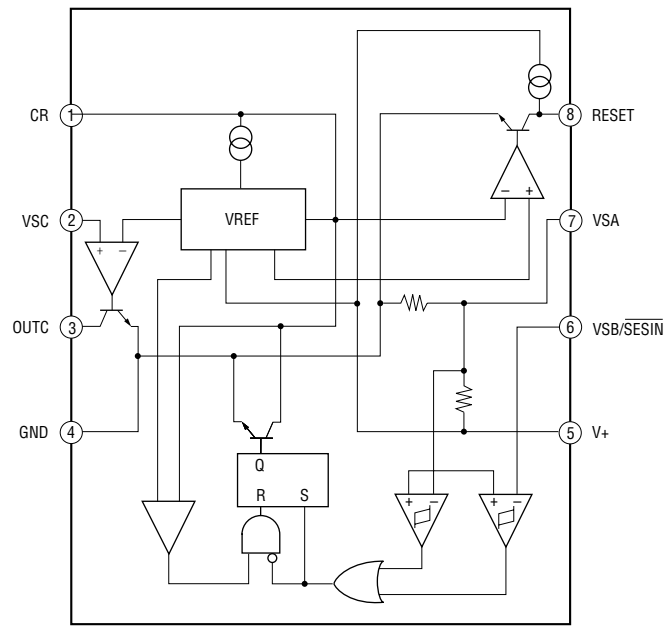 CR 1
8 RESET
VSC 2
VREF
7 VSA
+ −
− +
OUTC 3
6 VSB/SESIN
GND 4
5 V+
Q
R S
+ −
+ −